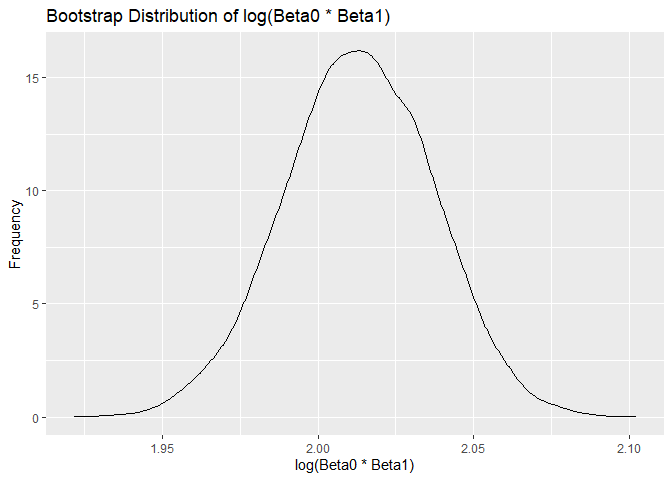 Bootstrap Distribution of log(Beta0 * Beta1)
15
10
5
0
Frequency
1.95 2.00 2.05 2.10
log(Beta0 * Beta1)